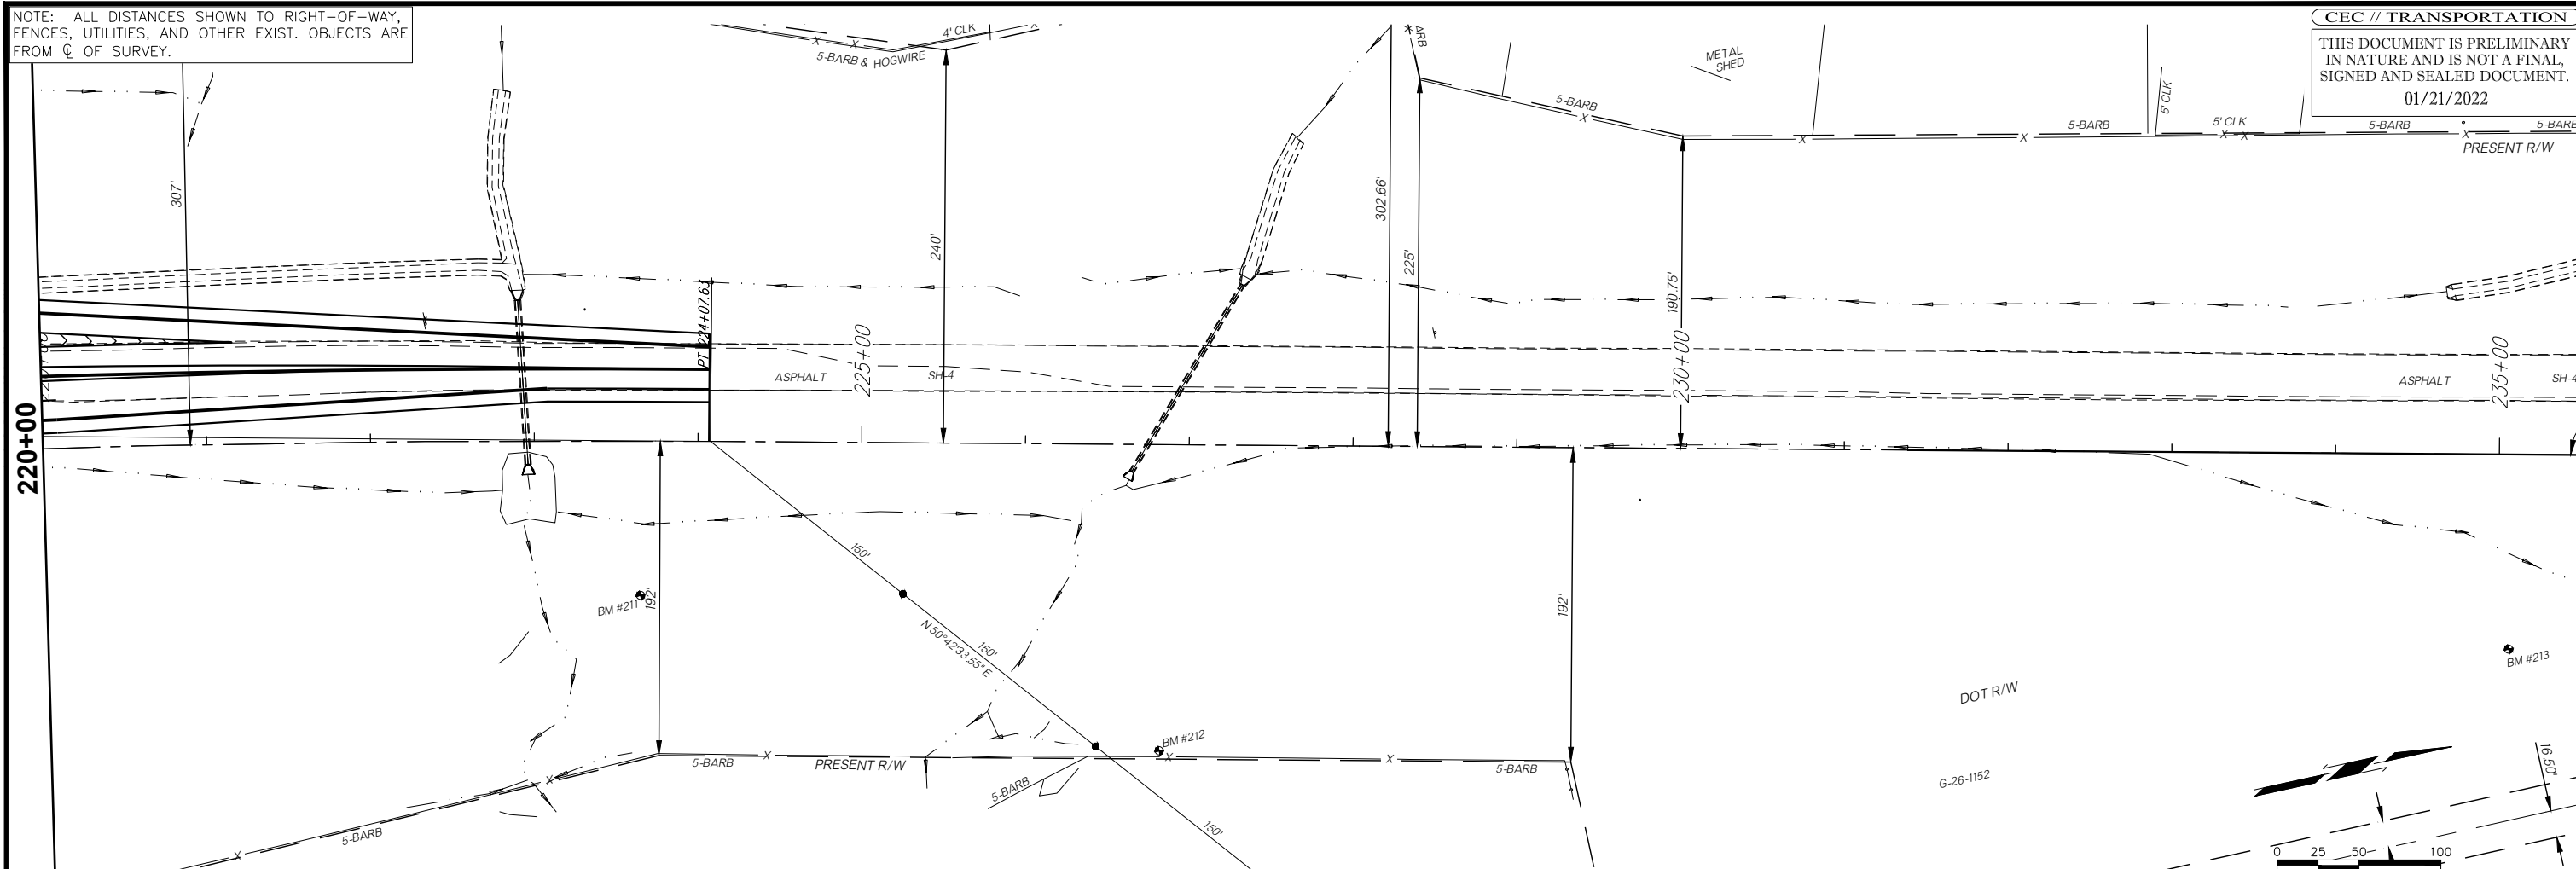 NOTE: ALL DISTANCES SHOWN TO RIGHT-OF-WAY,
FENCES, UTILITIES, AND OTHER EXIST. OBJECTS ARE
FROM ℄ OF SURVEY.
CEC // TRANSPORTATION
THIS DOCUMENT IS PRELIMINARY
IN NATURE AND IS NOT A FINAL,
SIGNED AND SEALED DOCUMENT.
01/21/2022
4' CLK
5-BARB & HOGWIRE
ARB
METAL
SHED
5-BARB
5' CLK
5-BARB
5' CLK
5-BARB
5-BARB
PRESENT R/W
307'
240'
302.66'
225'
190.75'
PT 224+07.63
225+00
230+00
235+00
ASPHALT
SH-4
ASPHALT
SH-4
220+00
150'
BM #211
192'
N 50°42'33.55" E
150'
192'
BM #213
DOT R/W
BM #212
5-BARB
PRESENT R/W
5-BARB
5-BARB
G-26-1152
16.50'
5-BARB
150'
0 25 50 100